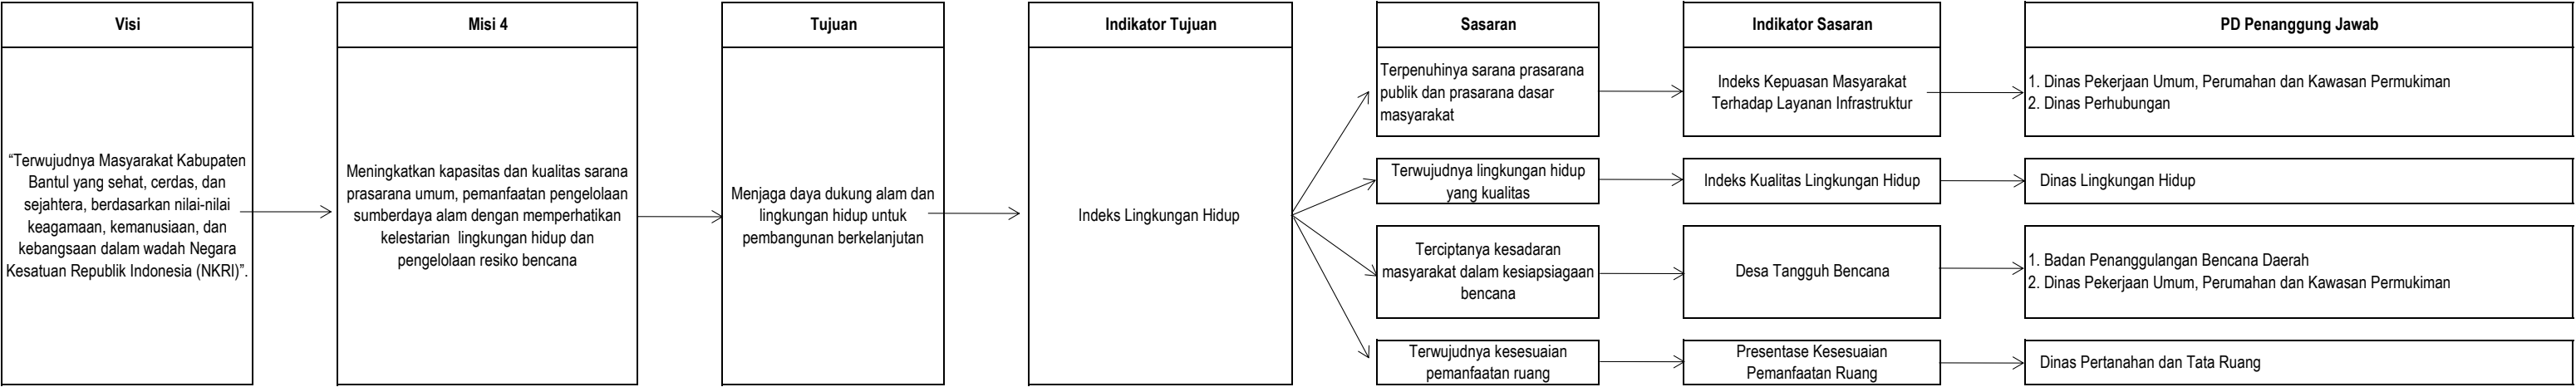 Visi
“Terwujudnya Masyarakat Kabupaten
Bantul yang sehat, cerdas, dan
sejahtera, berdasarkan nilai-nilai
keagamaan, kemanusiaan, dan
kebangsaan dalam wadah Negara
Kesatuan Republik Indonesia (NKRI)”.
Misi 4
Meningkatkan kapasitas dan kualitas sarana
prasarana umum, pemanfaatan pengelolaan
sumberdaya alam dengan memperhatikan
kelestarian lingkungan hidup dan
pengelolaan resiko bencana
Tujuan
Menjaga daya dukung alam dan
lingkungan hidup untuk
pembangunan berkelanjutan
Indikator Tujuan
Indeks Lingkungan Hidup
Sasaran
Indikator Sasaran
PD Penanggung Jawab
Terpenuhinya sarana prasarana
publik dan prasarana dasar
masyarakat
Indeks Kepuasan Masyarakat
Terhadap Layanan Infrastruktur
1. Dinas Pekerjaan Umum, Perumahan dan Kawasan Permukiman
2. Dinas Perhubungan
Terwujudnya lingkungan hidup
yang kualitas
Indeks Kualitas Lingkungan Hidup
Dinas Lingkungan Hidup
Terciptanya kesadaran
masyarakat dalam kesiapsiagaan
bencana
Desa Tangguh Bencana
1. Badan Penanggulangan Bencana Daerah
2. Dinas Pekerjaan Umum, Perumahan dan Kawasan Permukiman
Terwujudnya kesesuaian
pemanfaatan ruang
Presentase Kesesuaian
Pemanfaatan Ruang
Dinas Pertanahan dan Tata Ruang